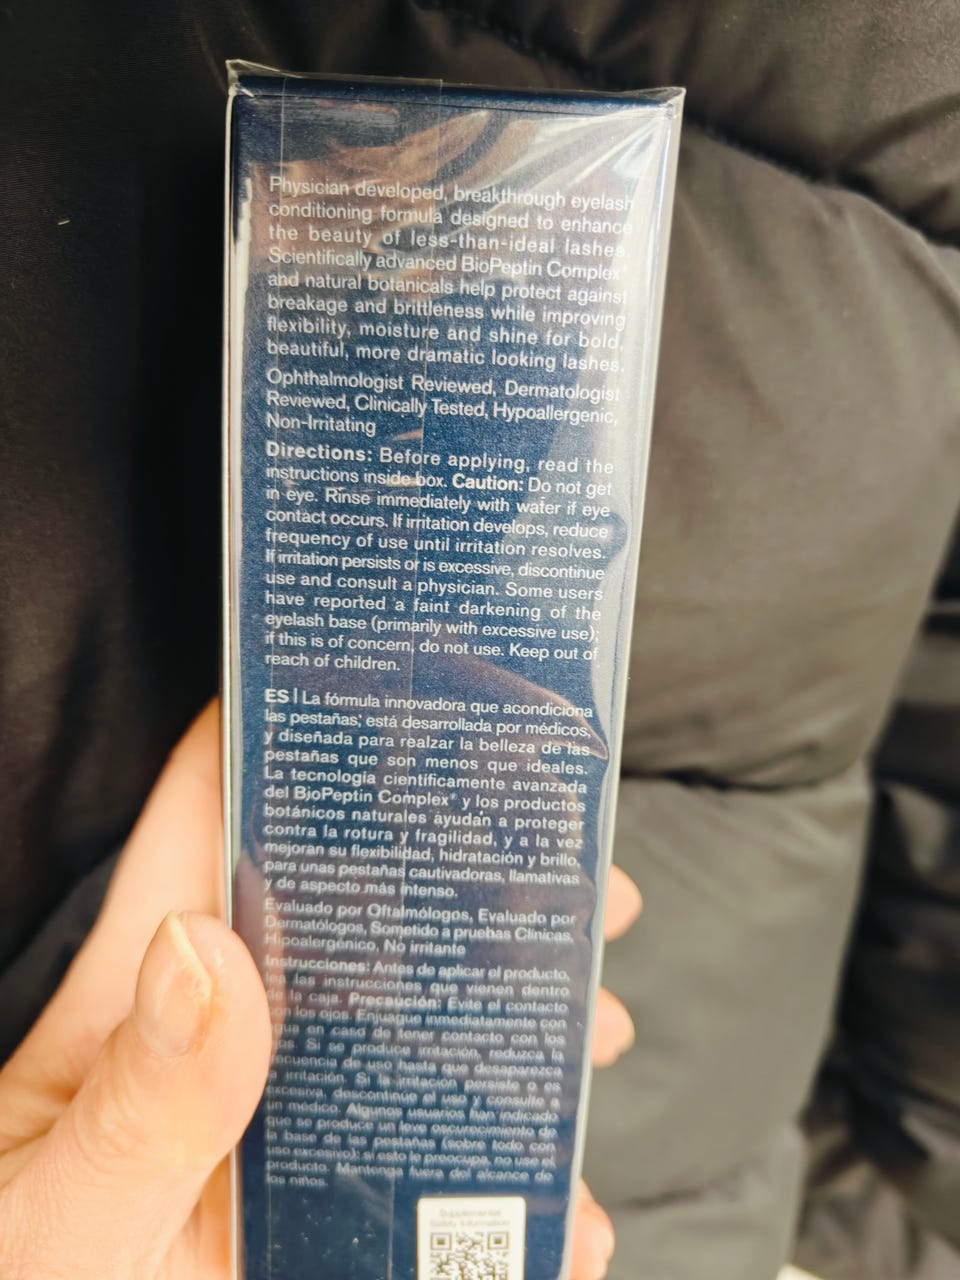 Physician developed, breakthrough eyelash
conditioning formula designed to enhance
the beauty of less-than-ideal lashes.
Scientifically advanced BioPeptin Complex®
and natural botanicals help protect against
breakage and brittleness while improving
flexibility, moisture and shine for bold,
beautiful, more dramatic looking lashes.
Ophthalmologist Reviewed, Dermatologist
Reviewed, Clinically Tested, Hypoallergenic,
Non-Irritating
Directions: Before applying, read the
instructions inside box. Caution: Do not get
in eye. Rinse immediately with water if eye
contact occurs. If irritation develops, reduce
frequency of use until irritation resolves.
If irritation persists or is excessive, discontinue
use and consult a physician. Some users
have reported a faint darkening of the
eyelash base (primarily with excessive use);
if this is of concern, do not use. Keep out of
reach of children.
ES | La fórmula innovadora que acondiciona
las pestañas; está desarrollada por médicos,
y diseñada para realzar la belleza de las
pestañas que son menos que ideales.
La tecnología científicamente avanzada
del BioPeptin Complex® y los productos
botánicos naturales ayudan a proteger
contra la rotura y fragilidad, y a la vez
mejoran su flexibilidad, hidratación y brillo,
para unas pestañas cautivadoras, llamativas
y de aspecto más intenso.
Evaluado por Oftalmólogos, Evaluado por
Dermatólogos, Sometido a pruebas Clínicas,
Hipoalergénico, No irritante
Instrucciones: Antes de aplicar el producto,
lea las instrucciones que vienen dentro
de la caja. Precaución: Evite el contacto
con los ojos. Enjuague inmediatamente con
agua en caso de tener contacto con los
ojos. Si se produce irritación, reduzca la
frecuencia de uso hasta que desaparezca
la irritación. Si la irritación persiste o es
excesiva, descontinúe el uso y consulte a
un médico. Algunos usuarios han indicado
que se produce un leve oscurecimiento de
la base de las pestañas (sobre todo con
uso excesivo); si esto le preocupa, no use el
producto. Mantenga fuera del alcance de
los niños.
Supplemental
Safety Information